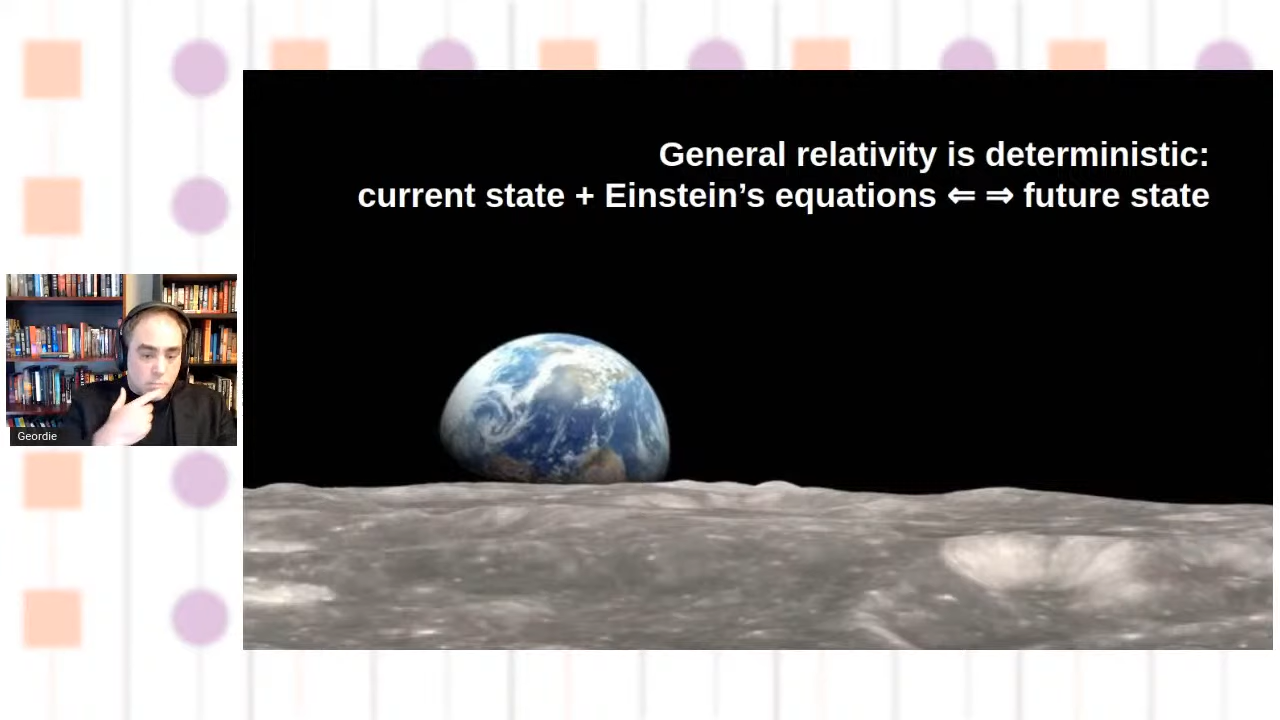 General relativity is deterministic:
current state + Einstein’s equations ⇐ ⇒ future state
Geordie